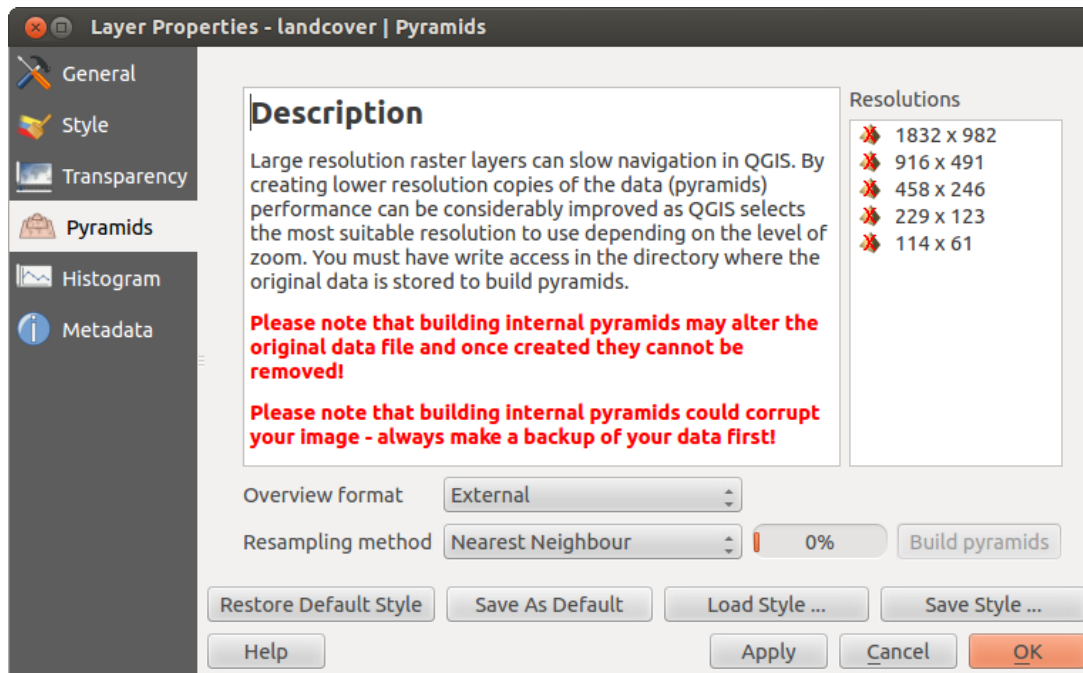 Layer Properties - landcover | Pyramids
General
Style
Transparency
Pyramids
Histogram
Metadata
Description
Large resolution raster layers can slow navigation in QGIS. By
creating lower resolution copies of the data (pyramids)
performance can be considerably improved as QGIS selects
the most suitable resolution to use depending on the level of
zoom. You must have write access in the directory where the
original data is stored to build pyramids.
Please note that building internal pyramids may alter the
original data file and once created they cannot be
removed!
Please note that building internal pyramids could corrupt
your image - always make a backup of your data first!
Resolutions
1832 x 982
916 x 491
458 x 246
229 x 123
114 x 61
Overview format External
Resampling method Nearest Neighbour 0% Build pyramids
Restore Default Style Save As Default Load Style ... Save Style ...
Help Apply Cancel OK